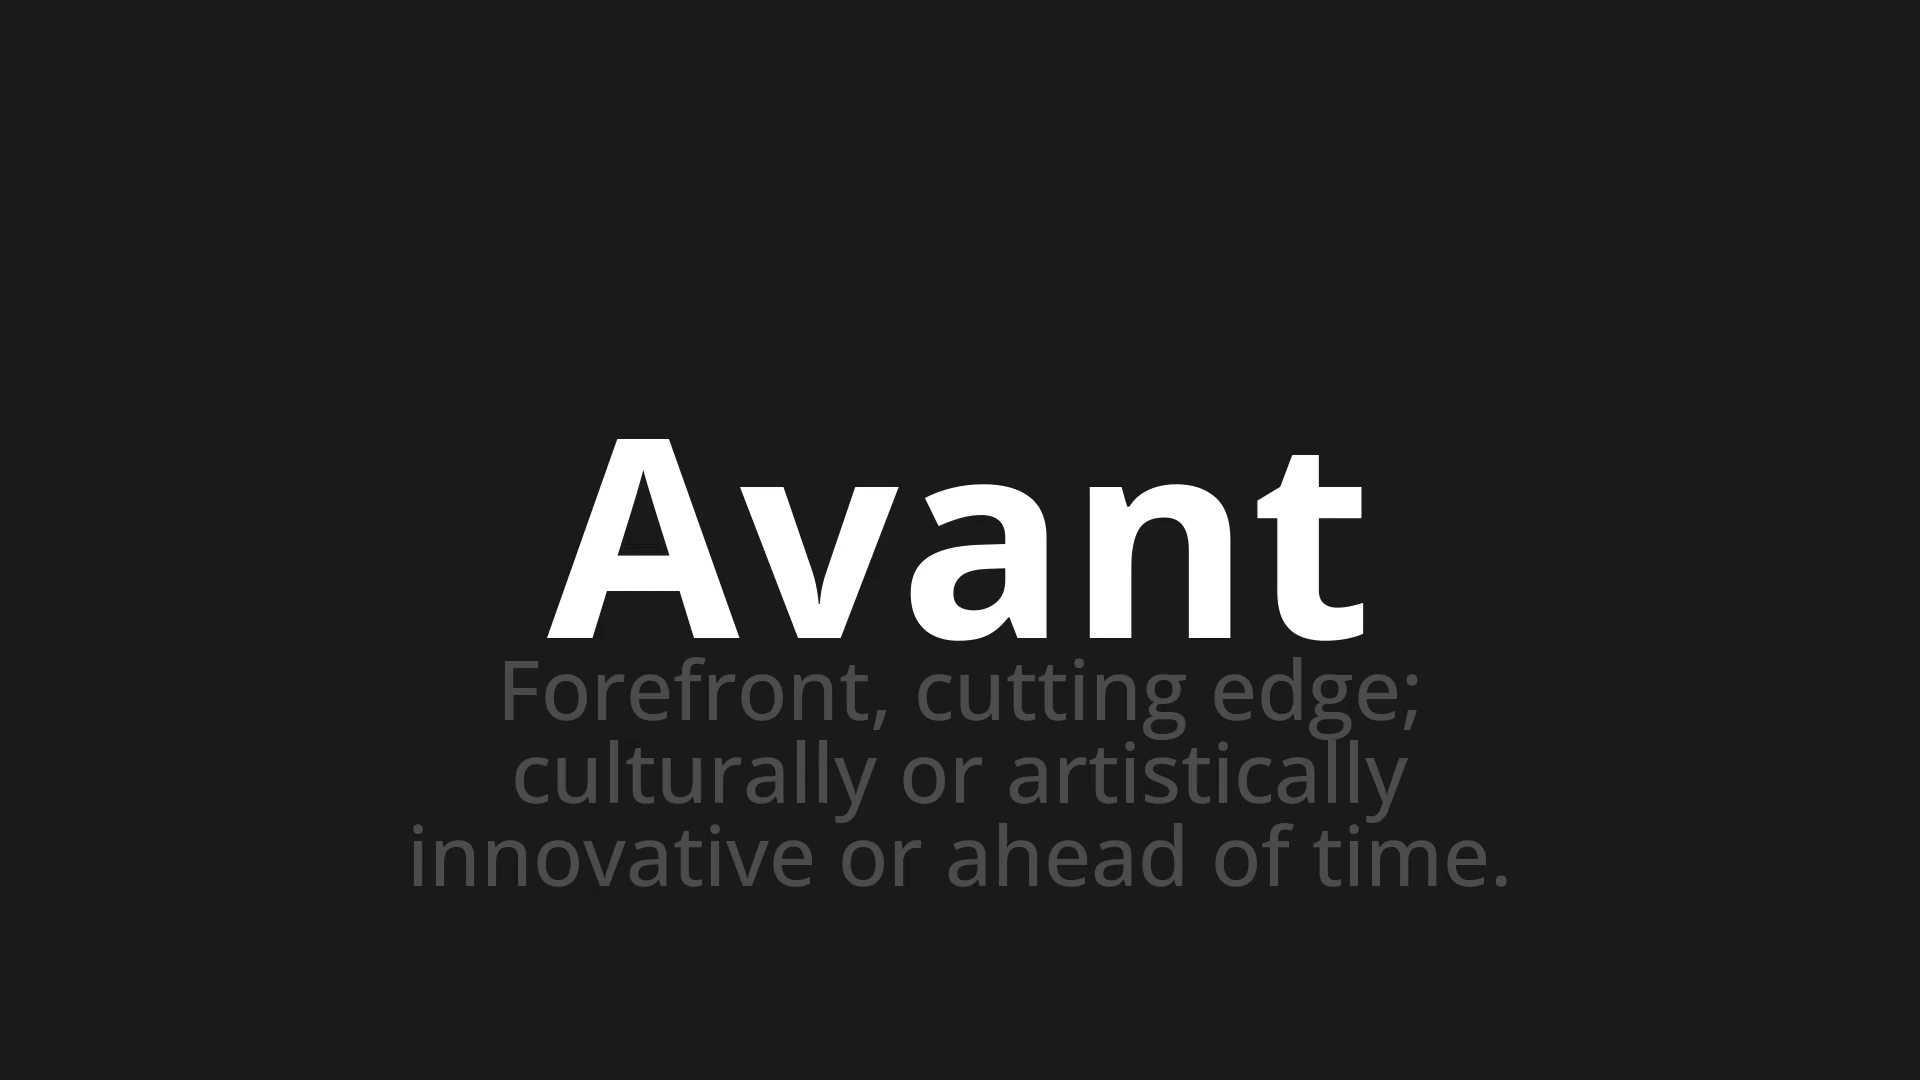 Avant
Forefront, cutting edge;
culturally or artistically
innovative or ahead of time.